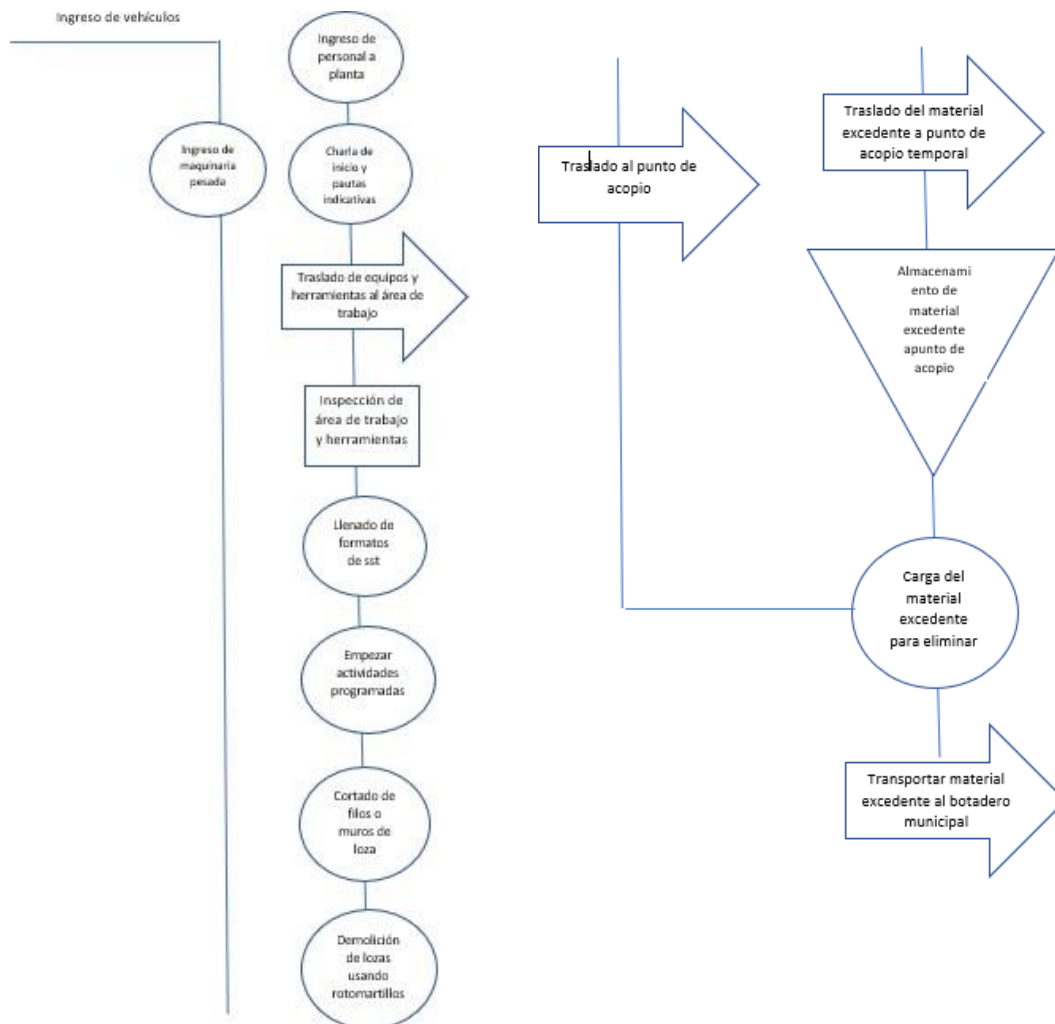 Ingreso de vehículos
Ingreso de
maquinaria
pesada
Ingreso de
personal a
planta
Charla de
inicio y
pautas
indicativas
Traslado de equipos y
herramientas al área de
trabajo
Inspección de
área de trabajo
y herramientas
Llenado de
formatos
de sst
Empezar
actividades
programadas
Cortado de
filos o
muros de
loza
Demolición
de lozas
usando
rotomartillos
Traslado al punto de
acopio
Traslado del material
excedente a punto de
acopio temporal
Almacenami
ento de
material
excedente
apunto de
acopio
Carga del
material
excedente
para eliminar
Transportar material
excedente al botadero
municipal